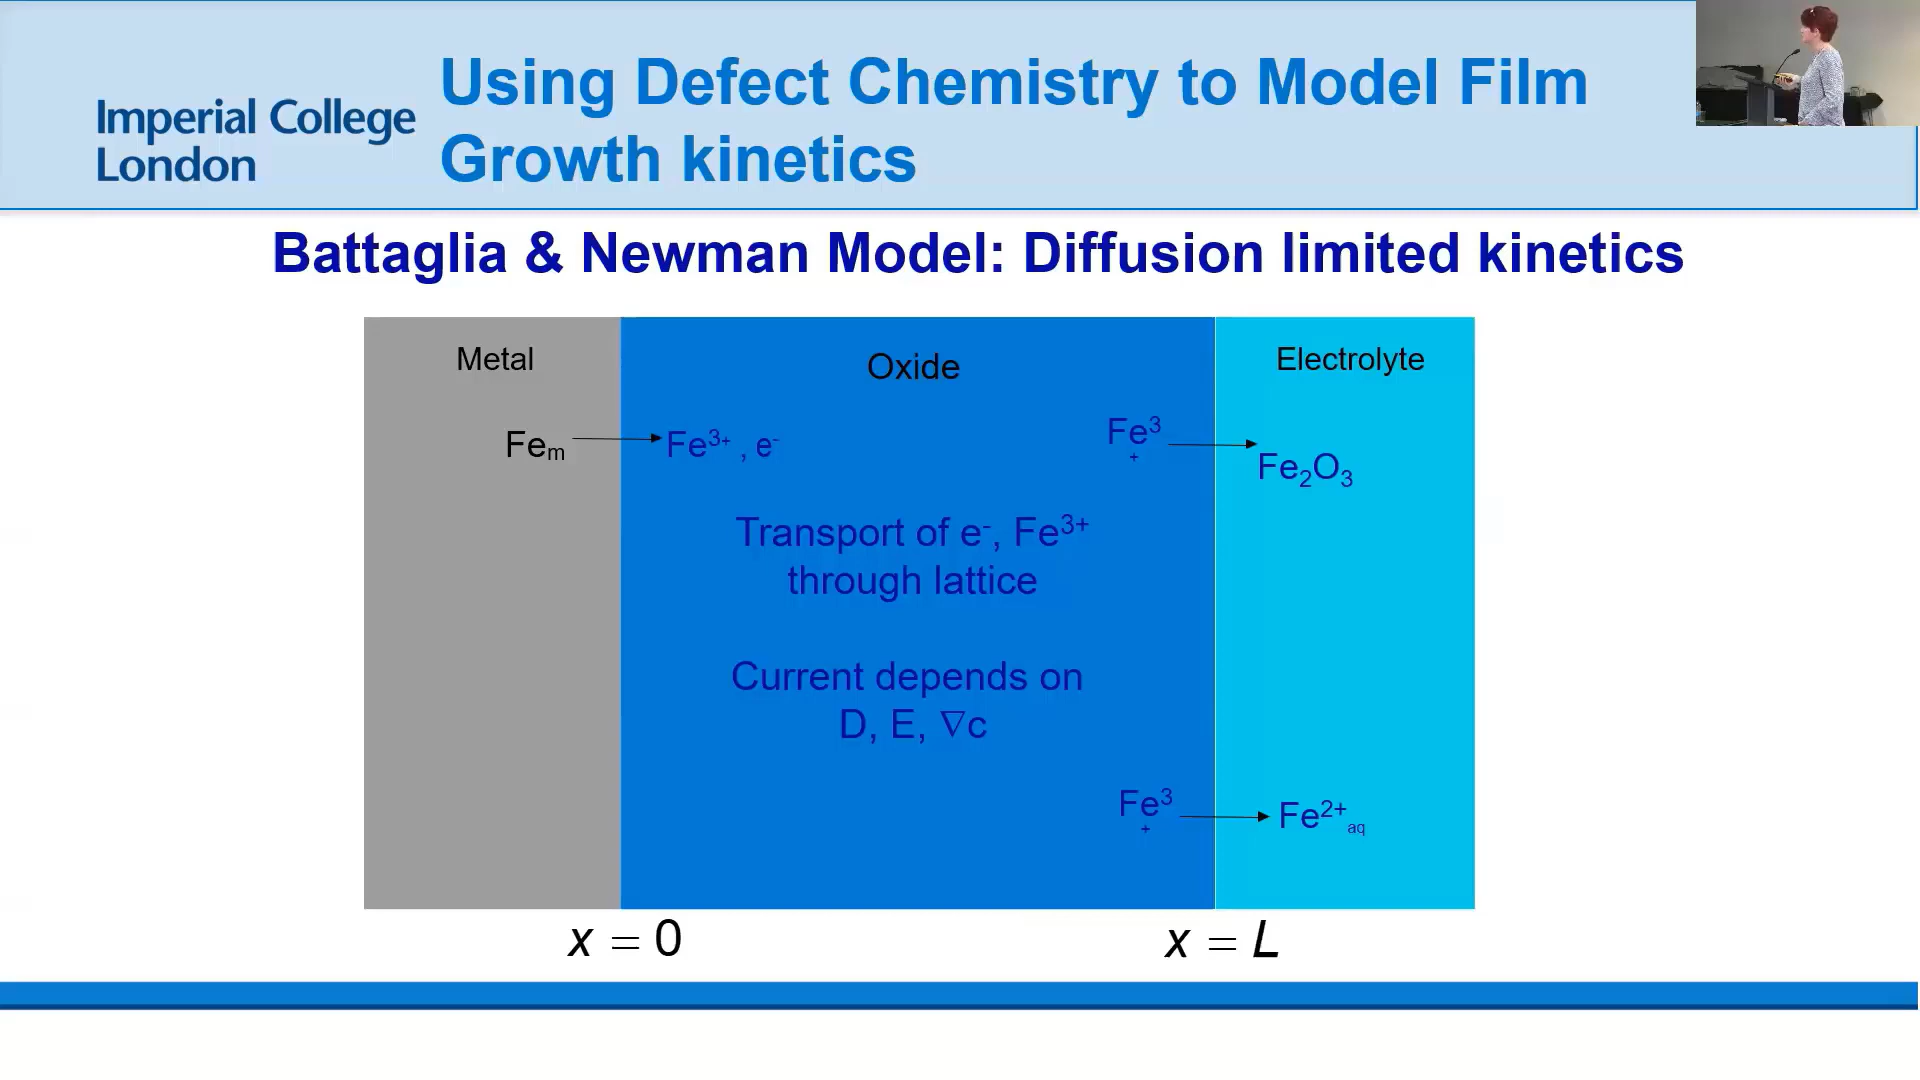 Imperial College
London
Using Defect Chemistry to Model Film
Growth kinetics
Battaglia & Newman Model: Diffusion limited kinetics
Metal
Oxide
Electrolyte
Feₘ
Fe³⁺ , e⁻
Fe³
⁺
Fe₂O₃
Transport of e⁻, Fe³⁺
through lattice
Current depends on
D, E, ∇c
Fe³
⁺
Fe²⁺aq
x = 0
x = L